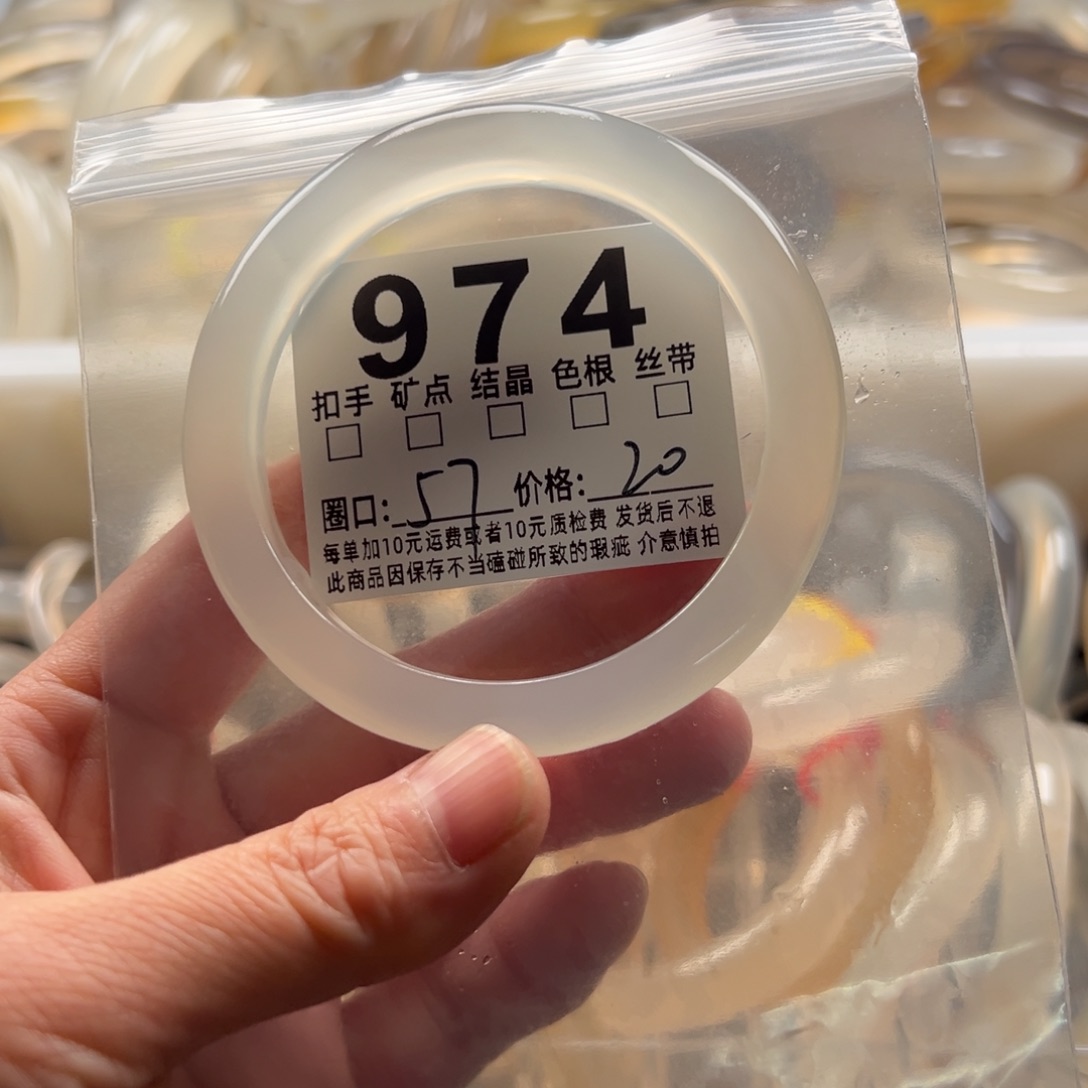 974
扣手 矿点 结晶 色根 丝带
圈口: 57 价格: 20
每单加10元运费或者10元质检费 发货后不退
此商品因保存不当磕碰所致的瑕疵 介意慎拍